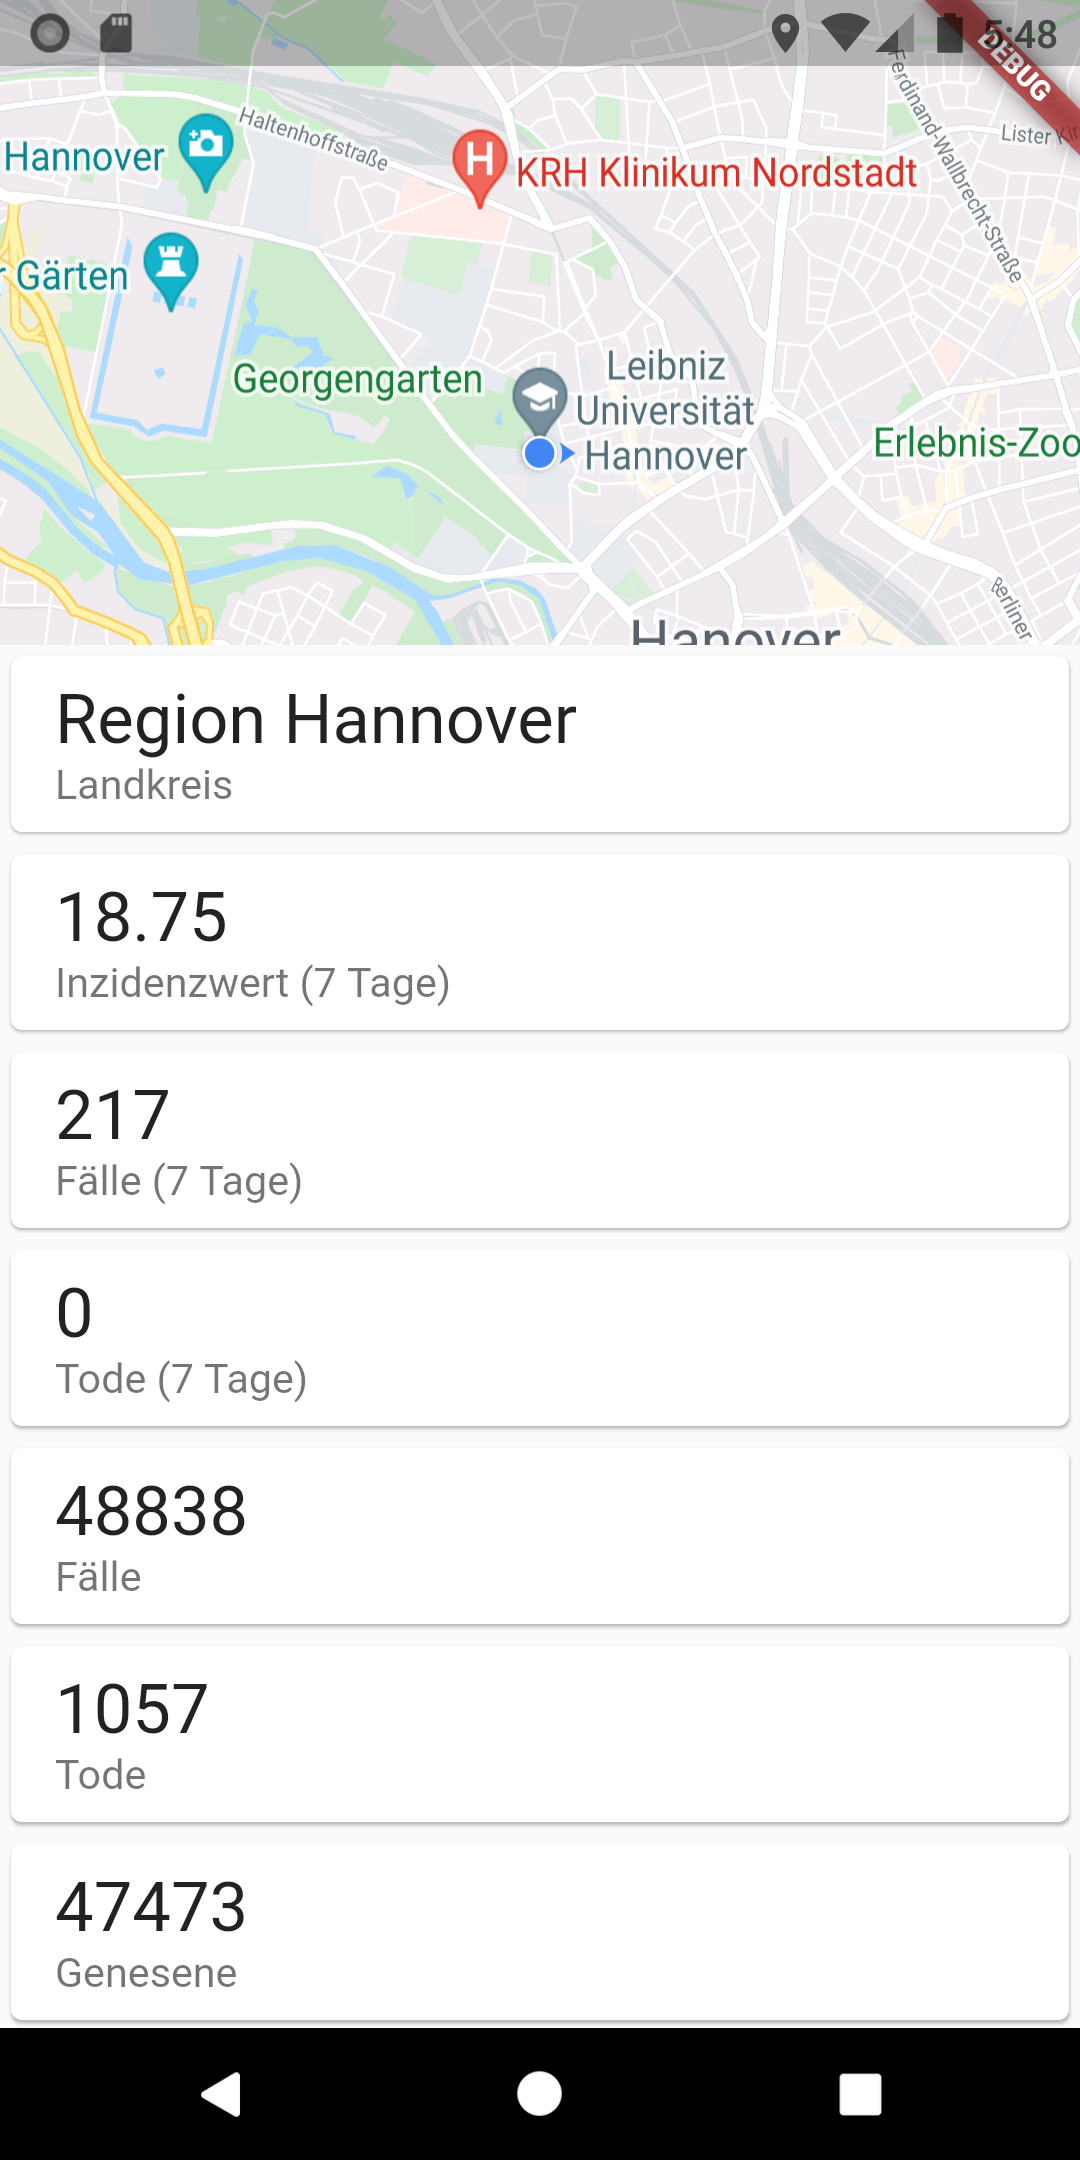 5:48
DEBUG
Haltenhoffstraße
Ferdinand-Wallbrecht-Straße
Lister
Hannover
H
KRH Klinikum Nordstadt
r Gärten
Georgengarten
Leibniz
Universität
Hannover
Erlebnis-Zoo
Berliner
Hanover
Region Hannover
Landkreis
18.75
Inzidenzwert (7 Tage)
217
Fälle (7 Tage)
0
Tode (7 Tage)
48838
Fälle
1057
Tode
47473
Genesene